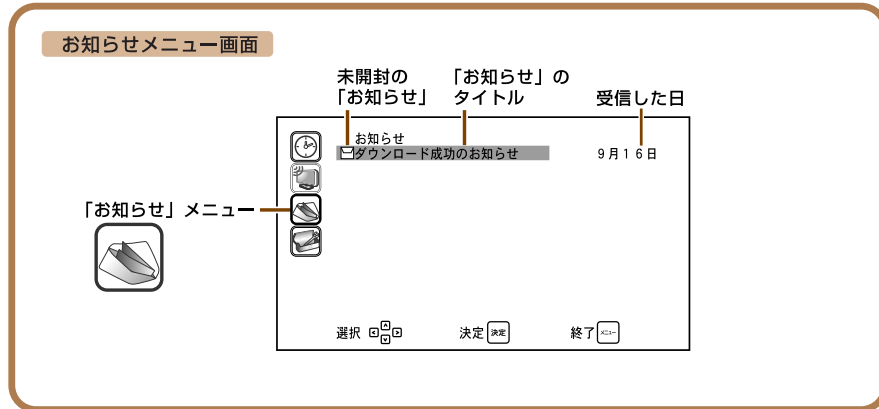 お知らせメニュー画面
未開封の
「お知らせ」
「お知らせ」の
タイトル
受信した日
お知らせ
ダウンロード成功のお知らせ
9月16日
「お知らせ」メニュー
選択
決定 決定
終了 メニュー